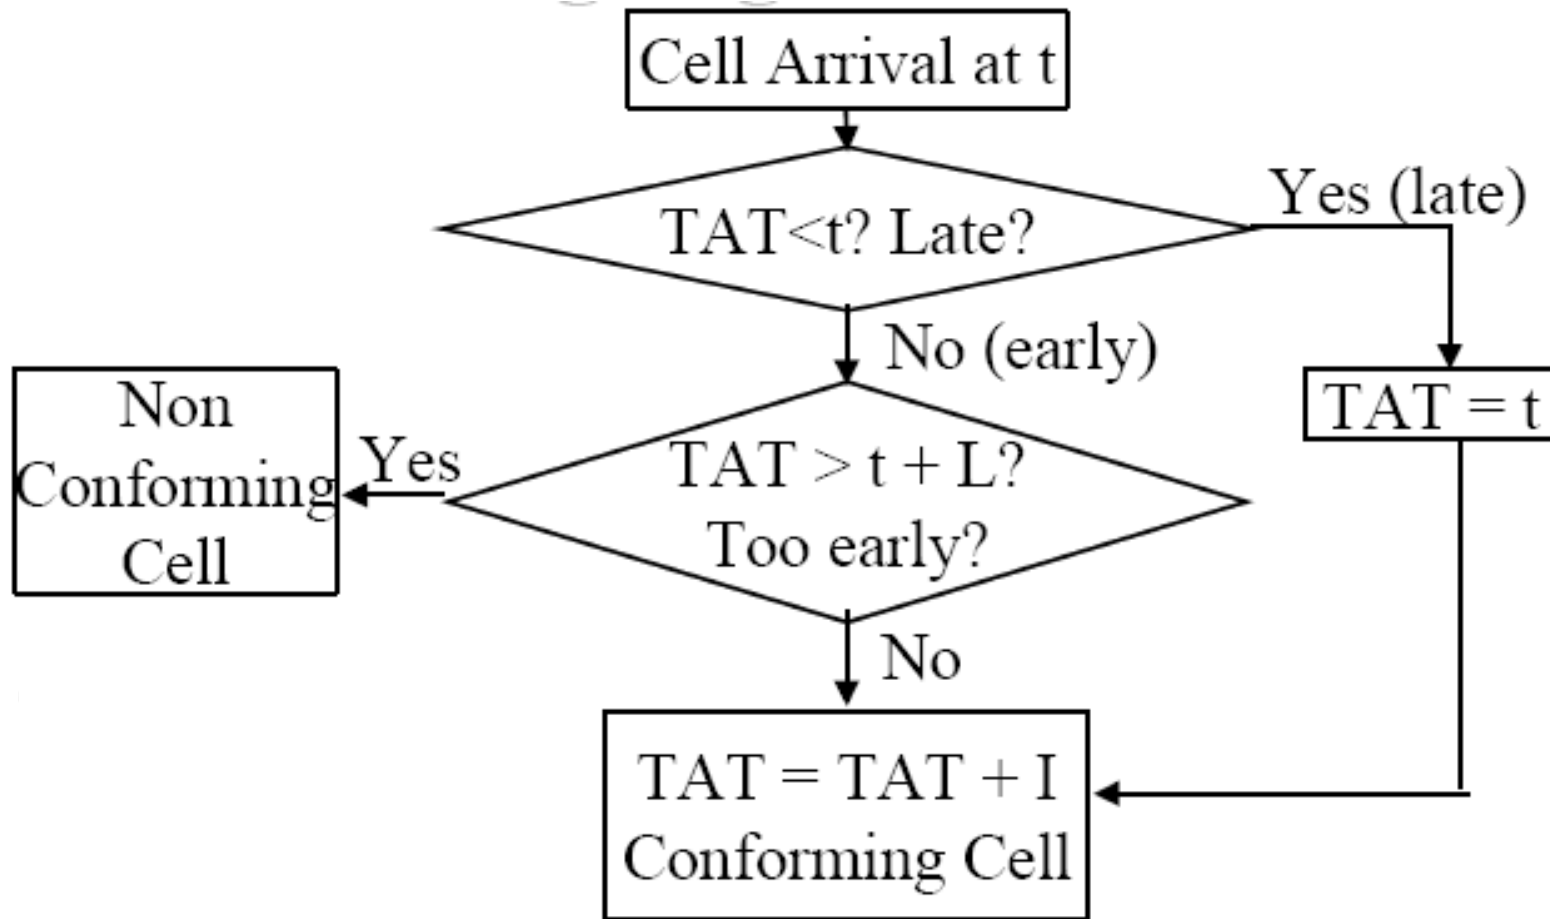 Cell Arrival at t
TAT<t? Late?
Yes (late)
No (early)
TAT = t
Non
Conforming
Cell
Yes
TAT > t + L?
Too early?
No
TAT = TAT + I
Conforming Cell